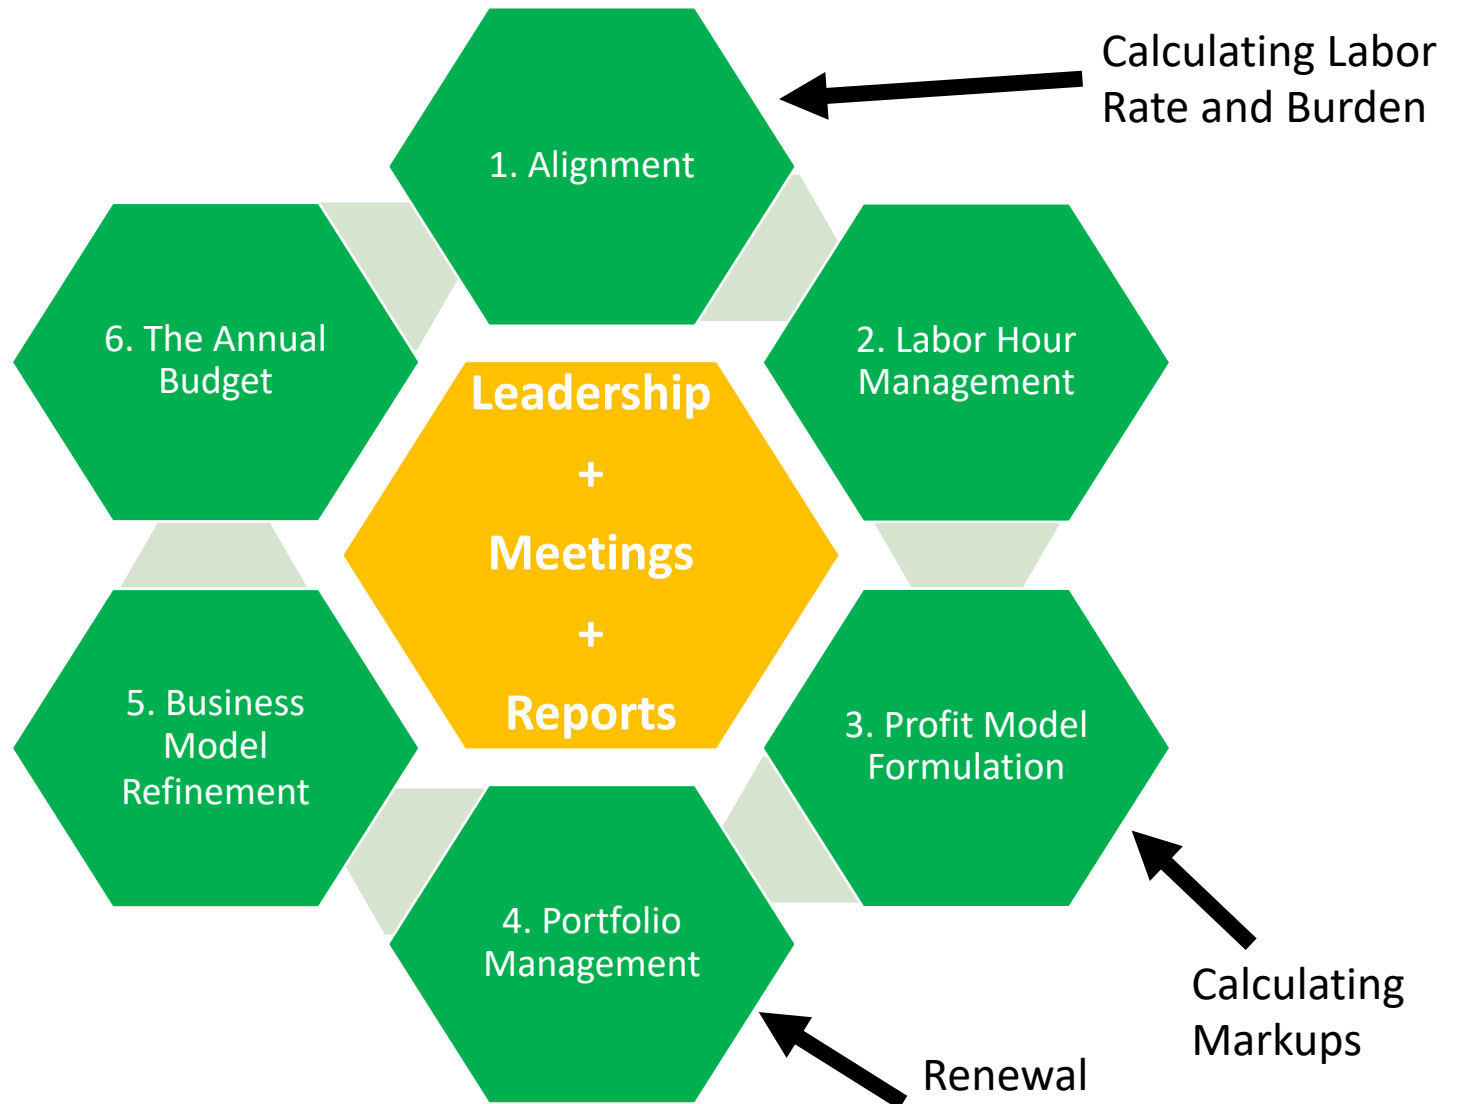 Calculating Labor
Rate and Burden
1. Alignment
2. Labor Hour
Management
6. The Annual
Budget
Leadership
+
Meetings
+
Reports
3. Profit Model
Formulation
5. Business
Model
Refinement
4. Portfolio
Management
Calculating
Markups
Renewal